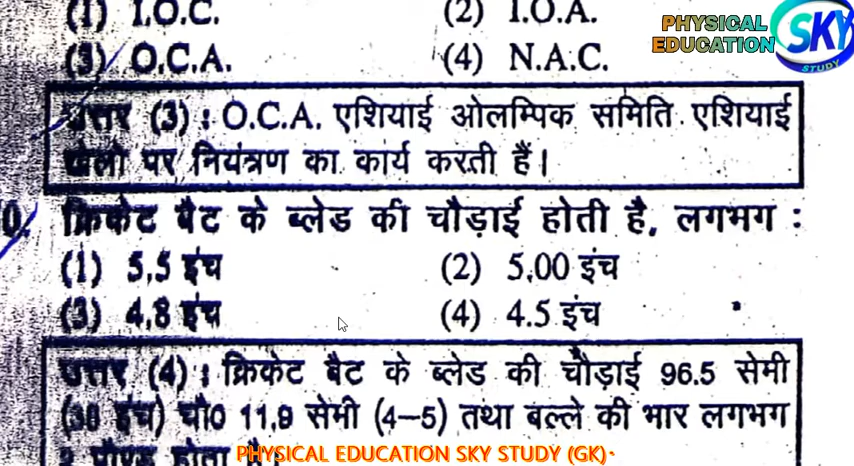 (1) I.O.C. (2) I.O.A.
(3) O.C.A. (4) N.A.C.
PHYSICAL
EDUCATION
SKY
STUDY
उत्तर (3) : O.C.A. एशियाई ओलम्पिक समिति एशियाई
खेलो पर नियंत्रण का कार्य करती हैं।
0. क्रिकेट बैट के ब्लेड की चौड़ाई होती है, लगभग :
(1) 5.5 इंच (2) 5.00 इंच
(3) 4.8 इंच (4) 4.5 इंच
उत्तर (4) : क्रिकेट बैट के ब्लेड की चौड़ाई 96.5 सेमी
(38 इंच) चौ0 11.9 सेमी (4–5) तथा बल्ले की भार लगभग
होता है।
PHYSICAL EDUCATION SKY STUDY (GK)